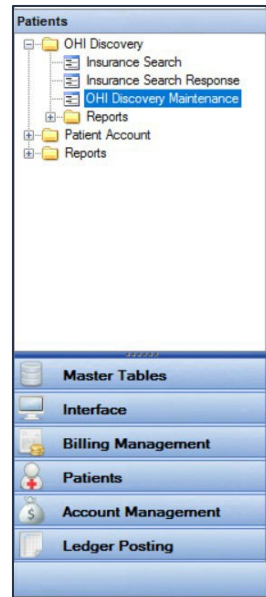 Patients
OHI Discovery
Insurance Search
Insurance Search Response
OHI Discovery Maintenance
Reports
Patient Account
Reports
Master Tables
Interface
Billing Management
Patients
Account Management
Ledger Posting